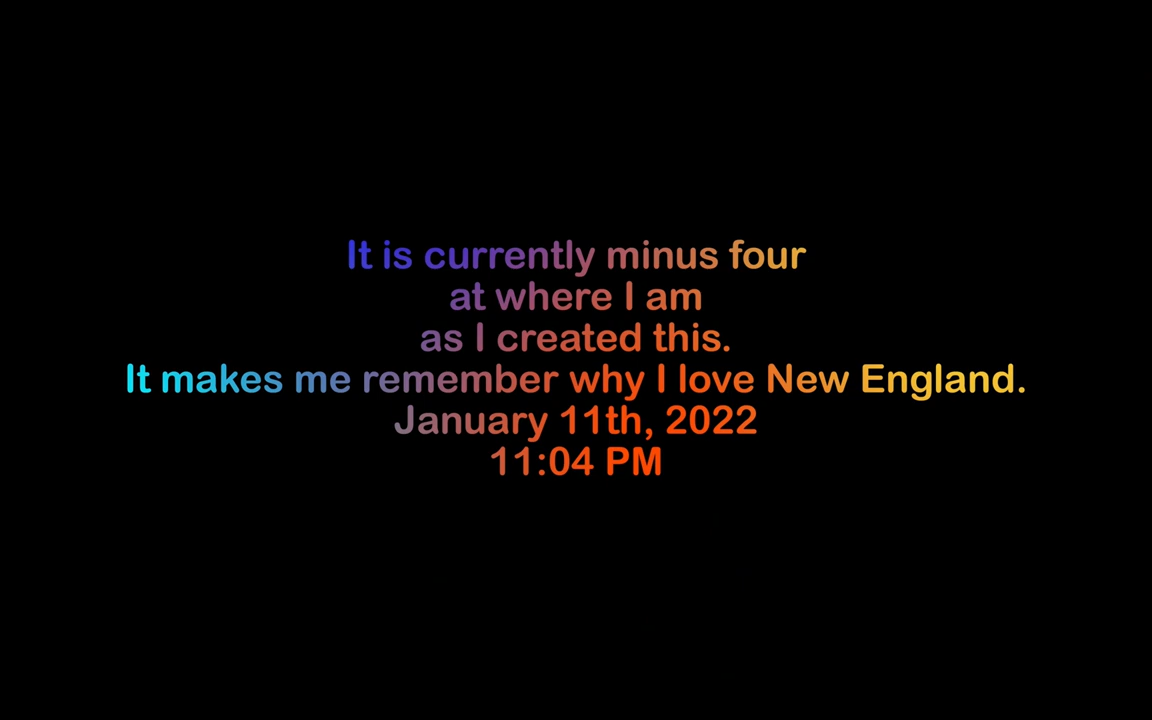 It is currently minus four
at where I am
as I created this.
It makes me remember why I love New England.
January 11th, 2022
11:04 PM